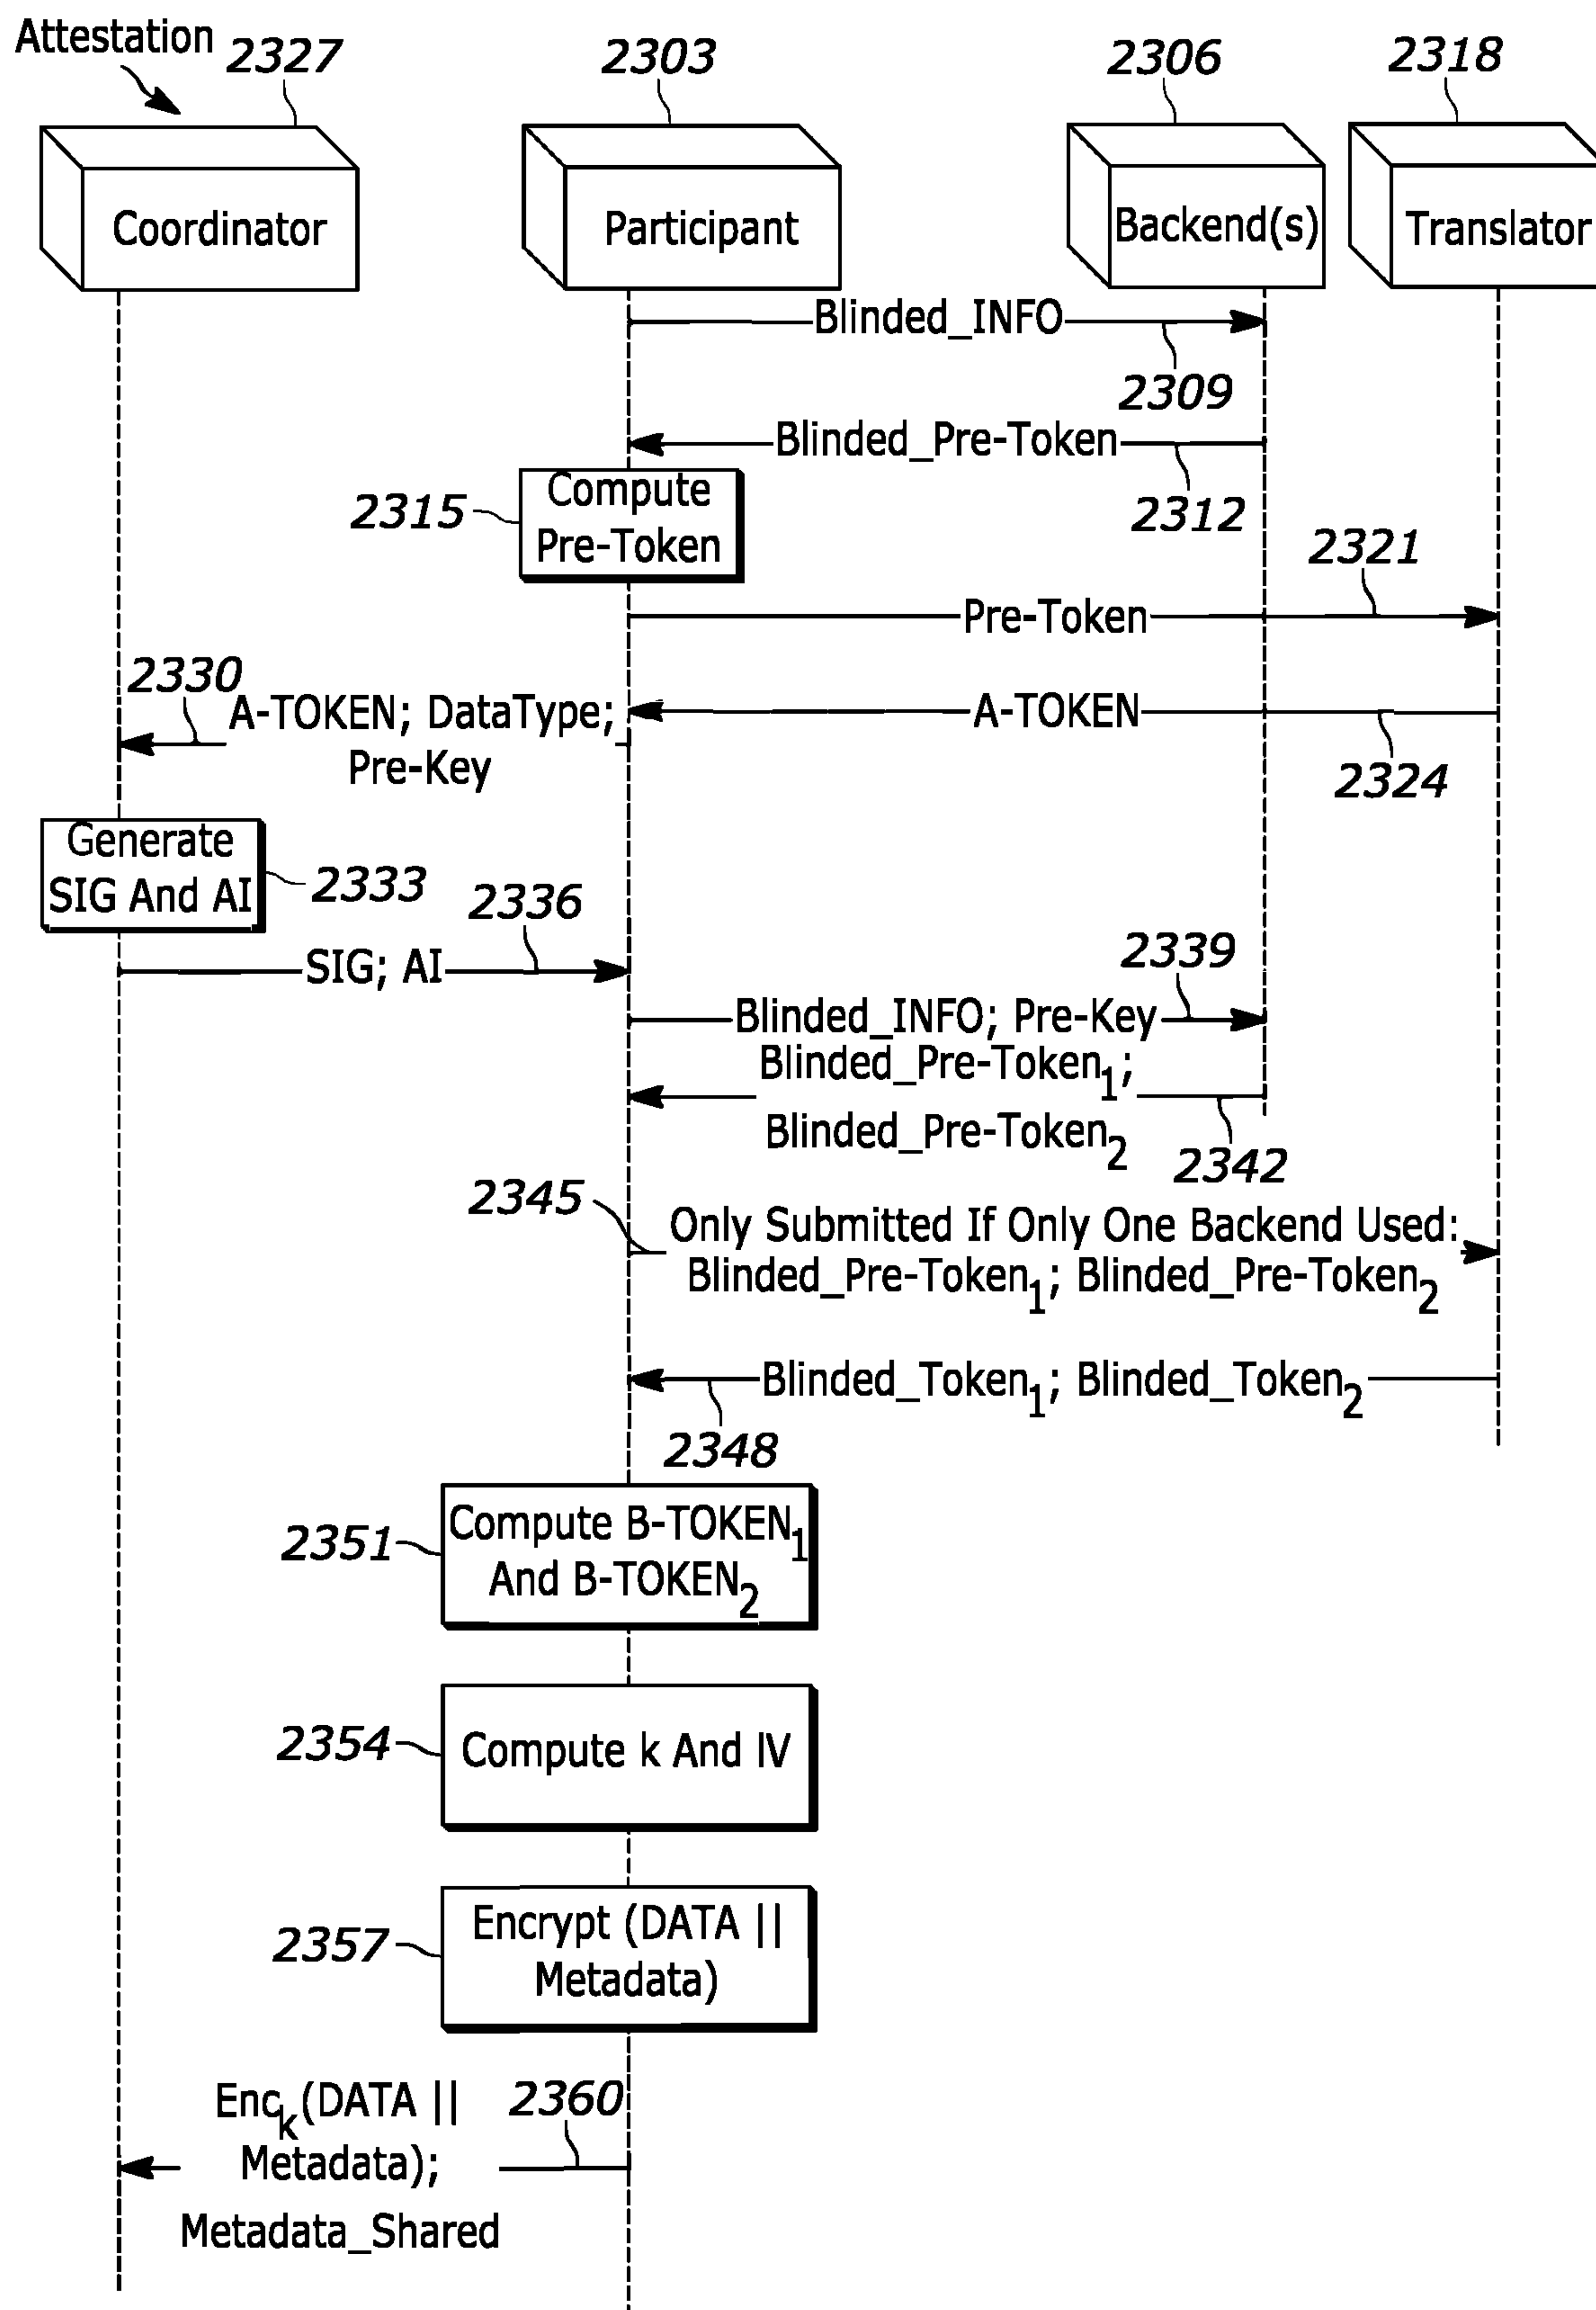 Attestation
2327
2303
2306
2318
Coordinator
Participant
Backend(s)
Translator
Blinded_INFO
2309
Blinded_Pre-Token
2312
2315
Compute
Pre-Token
2321
Pre-Token
2330
A-TOKEN; DataType;
Pre-Key
A-TOKEN
2324
Generate
SIG And AI
2333
2336
SIG; AI
2339
Blinded_INFO; Pre-Key
Blinded_Pre-Token1;
Blinded_Pre-Token2
2342
2345
Only Submitted If Only One Backend Used:
Blinded_Pre-Token1; Blinded_Pre-Token2
Blinded_Token1; Blinded_Token2
2348
2351
Compute B-TOKEN1
And B-TOKEN2
2354
Compute k And IV
2357
Encrypt (DATA ||
Metadata)
Enck(DATA ||
2360
Metadata);
Metadata_Shared